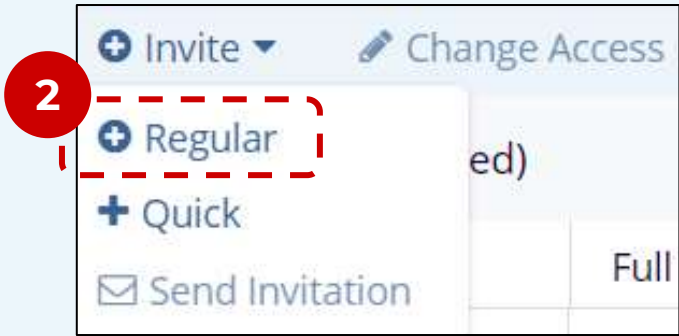 Invite Change Access
2
Regular
ed)
Quick
Full
Send Invitation